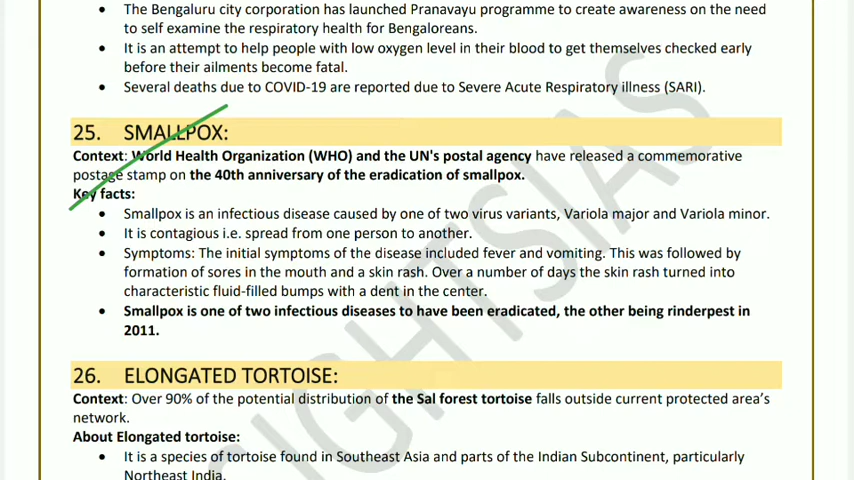 • The Bengaluru city corporation has launched Pranavayu programme to create awareness on the need
to self examine the respiratory health for Bengaloreans.
• It is an attempt to help people with low oxygen level in their blood to get themselves checked early
before their ailments become fatal.
• Several deaths due to COVID-19 are reported due to Severe Acute Respiratory illness (SARI).
25. SMALLPOX:
Context: World Health Organization (WHO) and the UN's postal agency have released a commemorative
postage stamp on the 40th anniversary of the eradication of smallpox.
Key facts:
• Smallpox is an infectious disease caused by one of two virus variants, Variola major and Variola minor.
• It is contagious i.e. spread from one person to another.
• Symptoms: The initial symptoms of the disease included fever and vomiting. This was followed by
formation of sores in the mouth and a skin rash. Over a number of days the skin rash turned into
characteristic fluid-filled bumps with a dent in the center.
• Smallpox is one of two infectious diseases to have been eradicated, the other being rinderpest in
2011.
26. ELONGATED TORTOISE:
Context: Over 90% of the potential distribution of the Sal forest tortoise falls outside current protected area's
network.
About Elongated tortoise:
• It is a species of tortoise found in Southeast Asia and parts of the Indian Subcontinent, particularly
Northeast India.
SIGHTSIAS